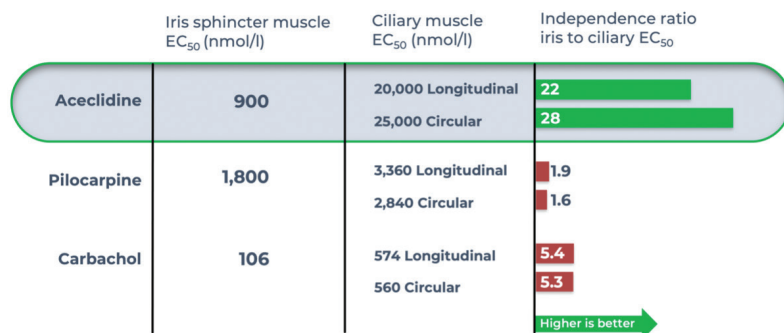 Iris sphincter muscle
EC₅₀ (nmol/l)
Ciliary muscle
EC₅₀ (nmol/l)
Independence ratio
iris to ciliary EC₅₀
Aceclidine
900
20,000 Longitudinal
22
25,000 Circular
28
Pilocarpine
1,800
3,360 Longitudinal
1.9
2,840 Circular
1.6
Carbachol
106
574 Longitudinal
5.4
560 Circular
5.3
Higher is better